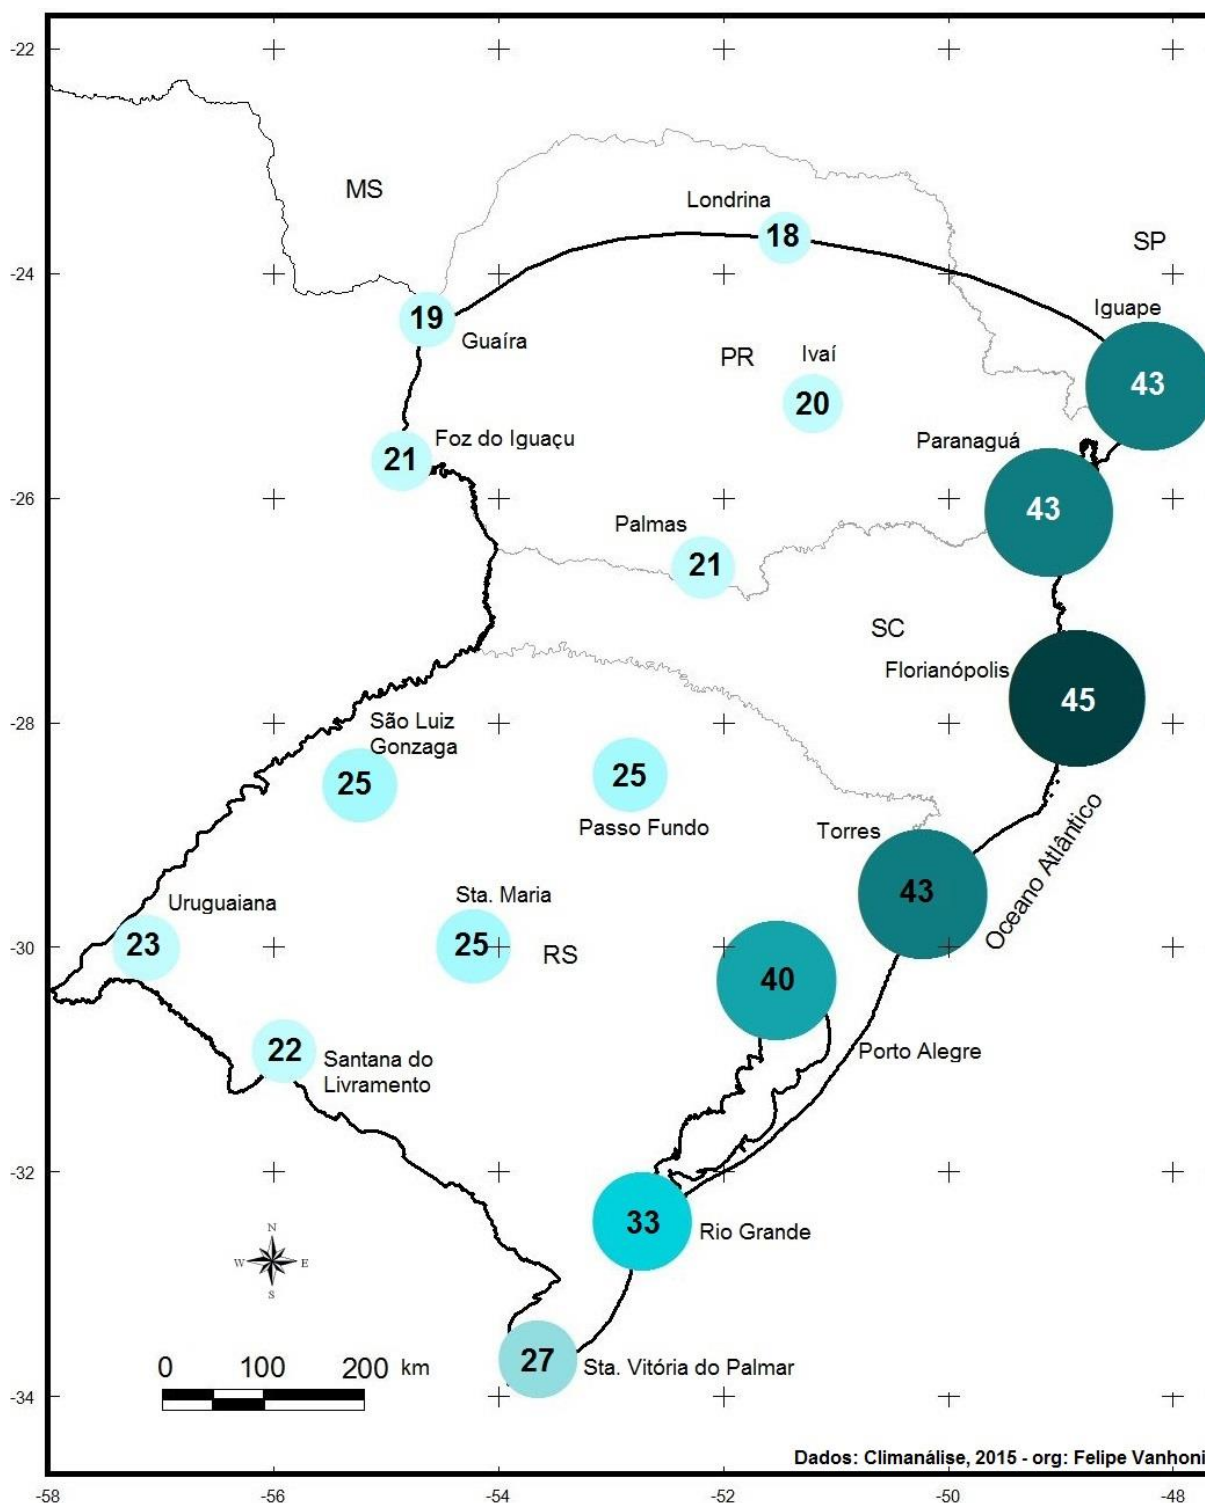 -22
MS
Londrina
18
SP
-24
Iguape
19
Guaíra
PR
Ivaí
43
20
Paranaguá
Foz do Iguaçu
21
-26
43
Palmas
21
SC
Florianópolis
45
-28
São Luiz
Gonzaga
25
25
Passo Fundo
Torres
43
Oceano Atlântico
Uruguaiana
Sta. Maria
-30
23
25
RS
40
22
Santana do
Livramento
Porto Alegre
-32
33
Rio Grande
N
W
E
S
0 100 200 km
27
Sta. Vitória do Palmar
-34
Dados: Climanálise, 2015 - org: Felipe Vanhoni
-58 -56 -54 -52 -50 -48